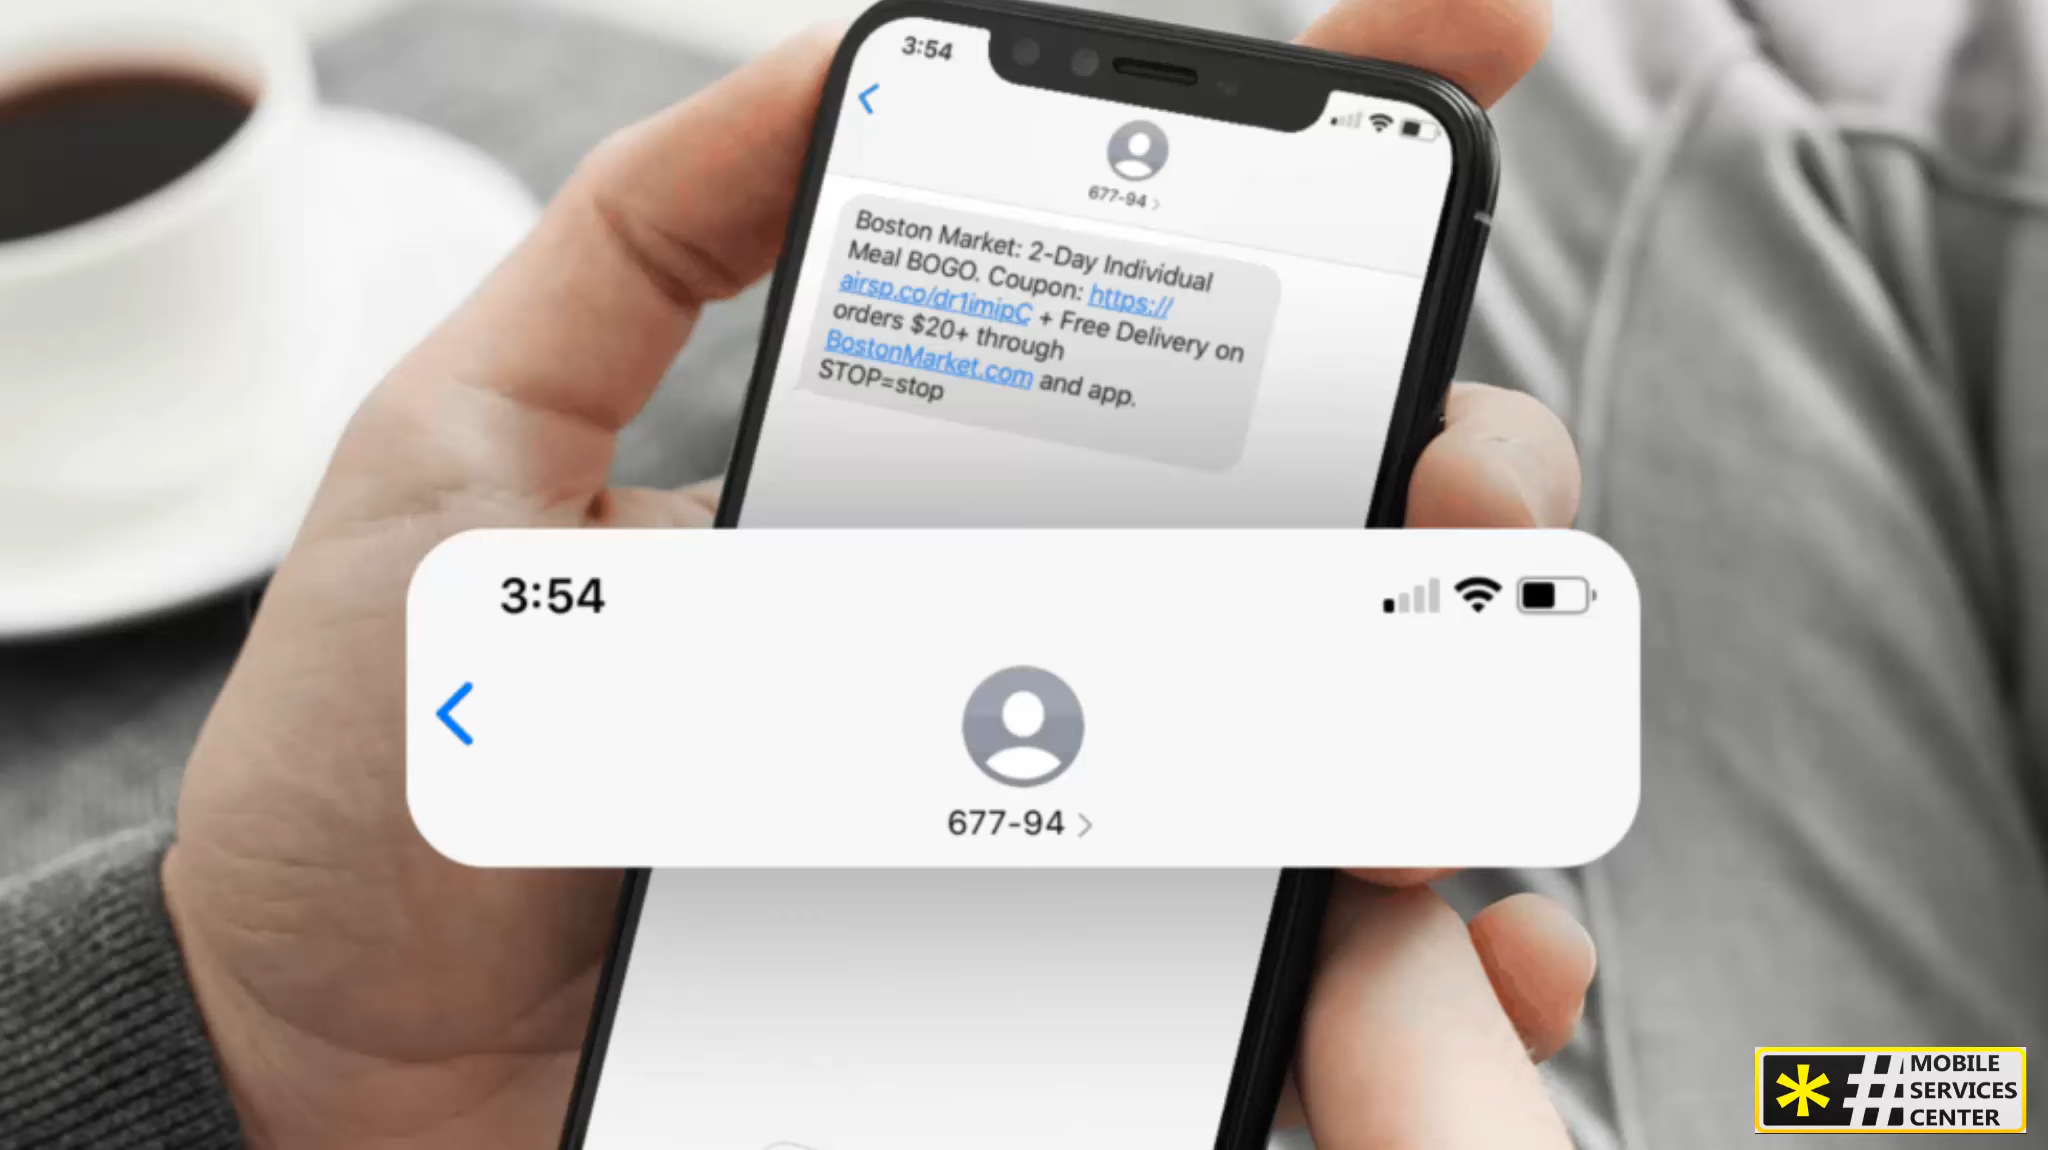 3:54
677-94
Boston Market: 2-Day Individual
Meal BOGO. Coupon: https://
airsp.co/dr1imipC + Free Delivery on
orders $20+ through
BostonMarket.com and app.
STOP=stop
3:54
677-94
MOBILE
SERVICES
CENTER